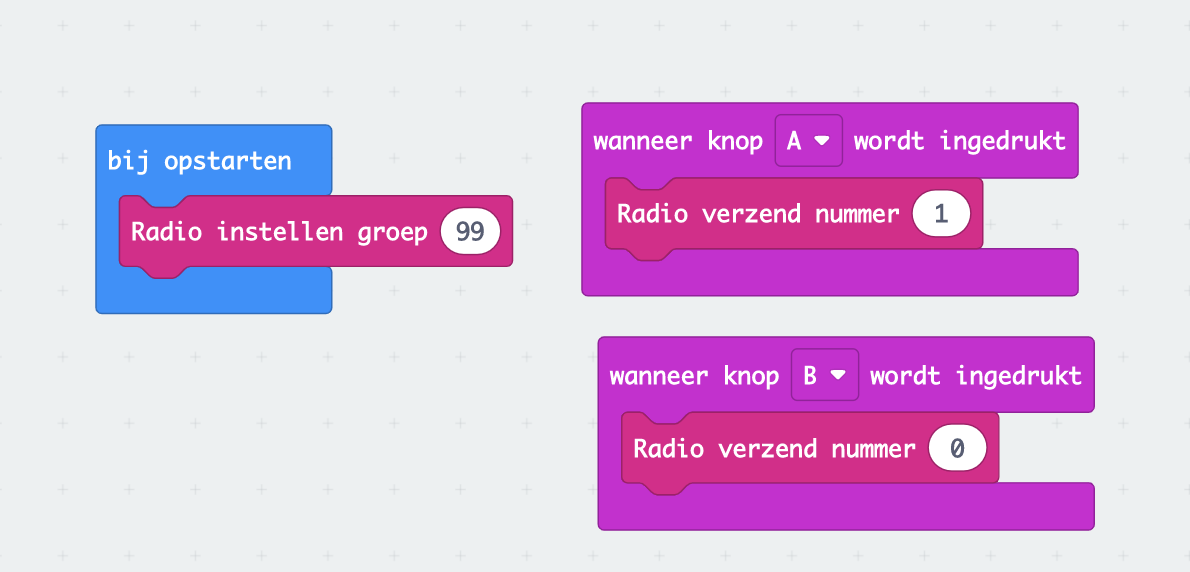 bij opstarten
Radio instellen groep 99
wanneer knop A wordt ingedrukt
Radio verzend nummer 1
wanneer knop B wordt ingedrukt
Radio verzend nummer 0